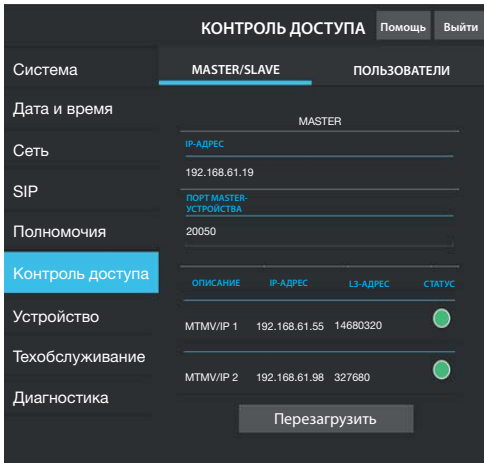 КОНТРОЛЬ ДОСТУПА
Помощь
Выйти
Система
Дата и время
Сеть
SIP
Полномочия
Контроль доступа
Устройство
Техобслуживание
Диагностика
MASTER/SLAVE
ПОЛЬЗОВАТЕЛИ
MASTER
IP-АДРЕС
192.168.61.19
ПОРТ MASTER-
УСТРОЙСТВА
20050
ОПИСАНИЕ IP-АДРЕС L3-АДРЕС СТАТУС
MTMV/IP 1 192.168.61.55 14680320
MTMV/IP 2 192.168.61.98 327680
Перезагрузить